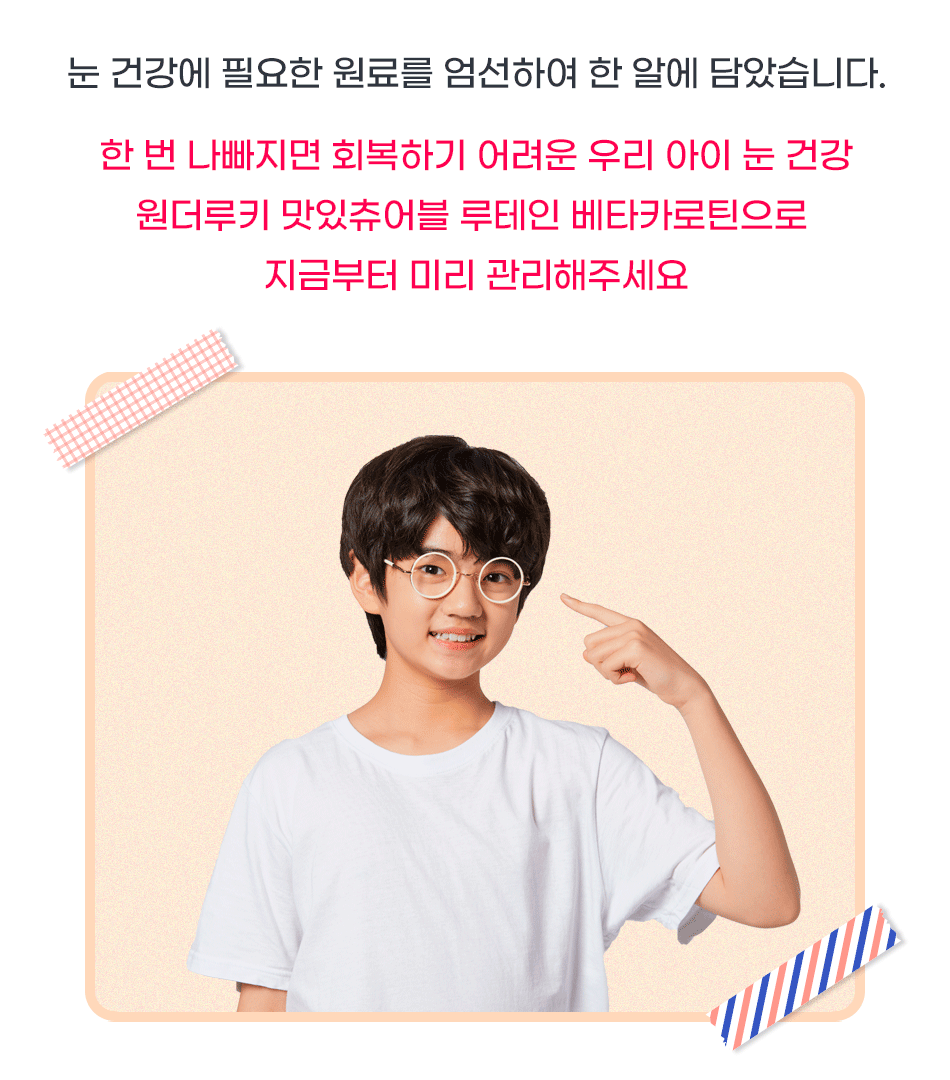 눈 건강에 필요한 원료를 엄선하여 한 알에 담았습니다.
한 번 나빠지면 회복하기 어려운 우리 아이 눈 건강
원더루키 맛있츄어블 루테인 베타카로틴으로
지금부터 미리 관리해주세요